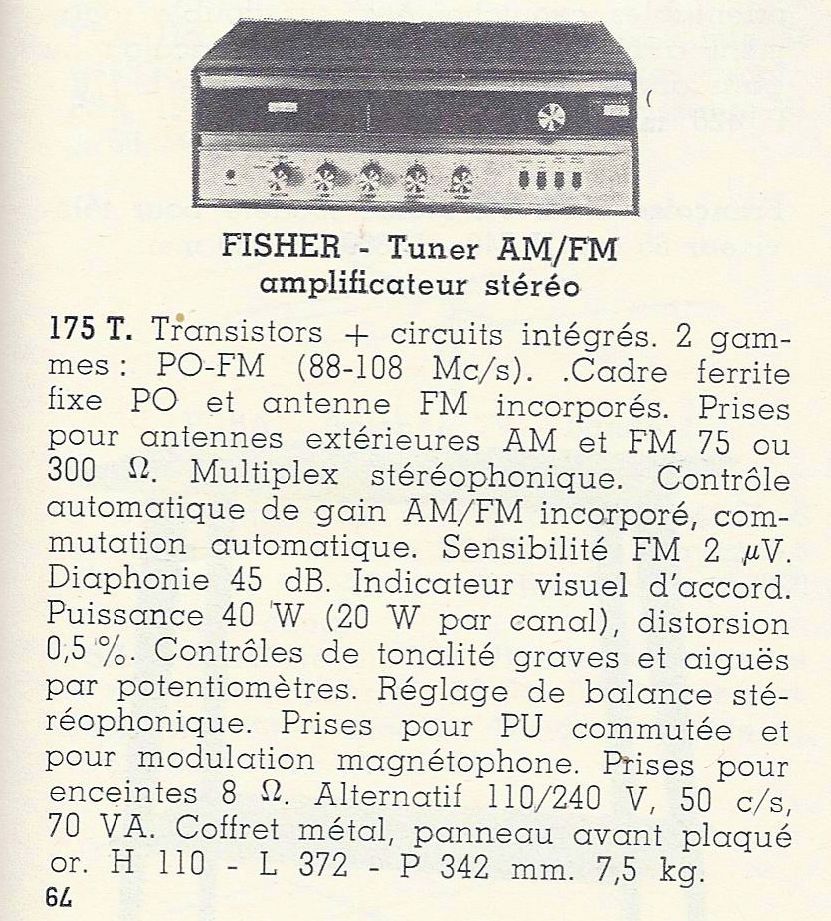 FISHER - Tuner AM/FM
amplificateur stéréo
175 T. Transistors + circuits intégrés. 2 gam-
mes : PO-FM (88-108 Mc/s). .Cadre ferrite
fixe PO et antenne FM incorporés. Prises
pour antennes extérieures AM et FM 75 ou
300 Ω. Multiplex stéréophonique. Contrôle
automatique de gain AM/FM incorporé, com-
mutation automatique. Sensibilité FM 2 µV.
Diaphonie 45 dB. Indicateur visuel d'accord.
Puissance 40 W (20 W par canal), distorsion
0,5 %. Contrôles de tonalité graves et aiguës
par potentiomètres. Réglage de balance sté-
réophonique. Prises pour PU commutée et
pour modulation magnétophone. Prises pour
enceintes 8 Ω. Alternatif 110/240 V, 50 c/s,
70 VA. Coffret métal, panneau avant plaqué
or. H 110 - L 372 - P 342 mm. 7,5 kg.
64